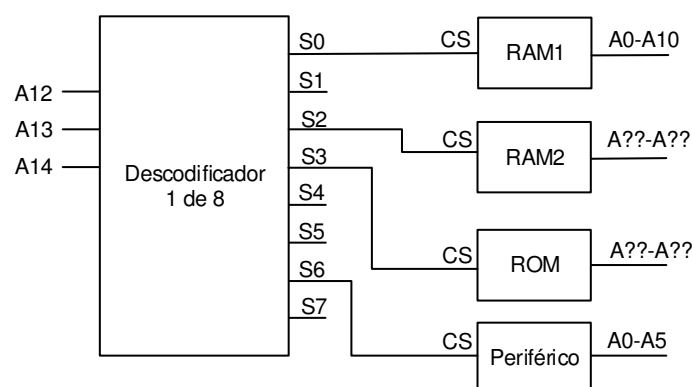 A12
A13
A14
Descodificador
1 de 8
S0
S1
S2
S3
S4
S5
S6
S7
CS
RAM1
A0-A10
CS
RAM2
A??-A??
CS
ROM
A??-A??
CS
Periférico
A0-A5